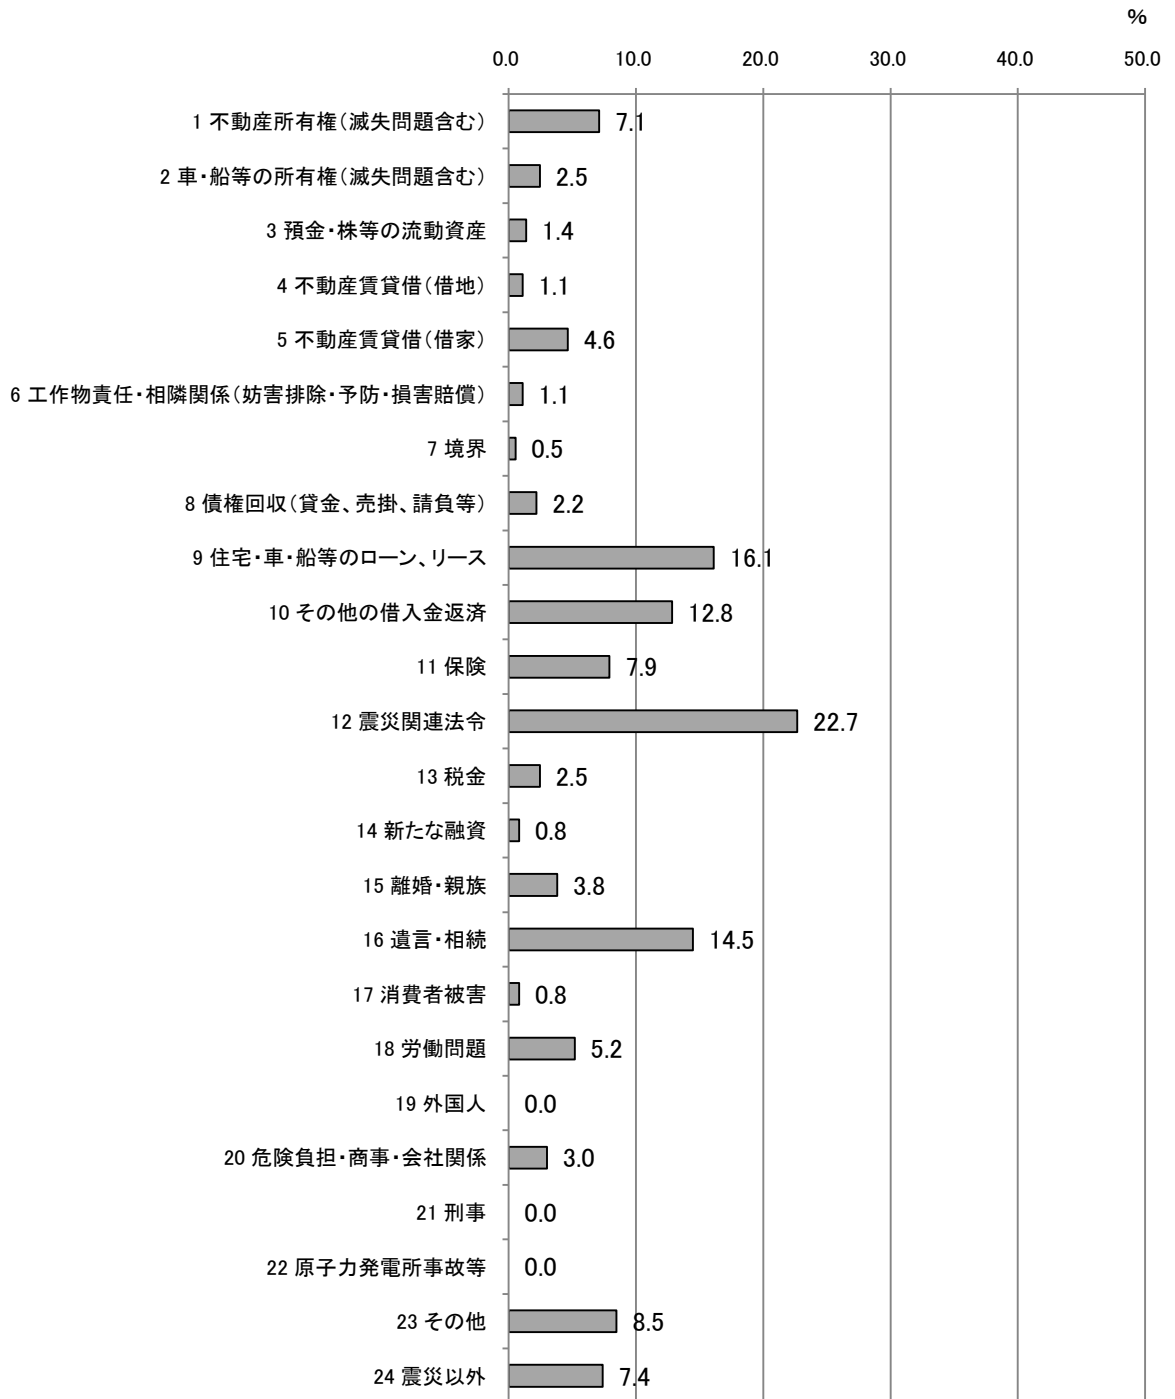 %
0.0 10.0 20.0 30.0 40.0 50.0
1 不動産所有権（滅失問題含む） 7.1
2 車・船等の所有権（滅失問題含む） 2.5
3 預金・株等の流動資産 1.4
4 不動産賃貸借（借地） 1.1
5 不動産賃貸借（借家） 4.6
6 工作物責任・相隣関係（妨害排除・予防・損害賠償） 1.1
7 境界 0.5
8 債権回収（貸金、売掛、請負等） 2.2
9 住宅・車・船等のローン、リース 16.1
10 その他の借入金返済 12.8
11 保険 7.9
12 震災関連法令 22.7
13 税金 2.5
14 新たな融資 0.8
15 離婚・親族 3.8
16 遺言・相続 14.5
17 消費者被害 0.8
18 労働問題 5.2
19 外国人 0.0
20 危険負担・商事・会社関係 3.0
21 刑事 0.0
22 原子力発電所事故等 0.0
23 その他 8.5
24 震災以外 7.4